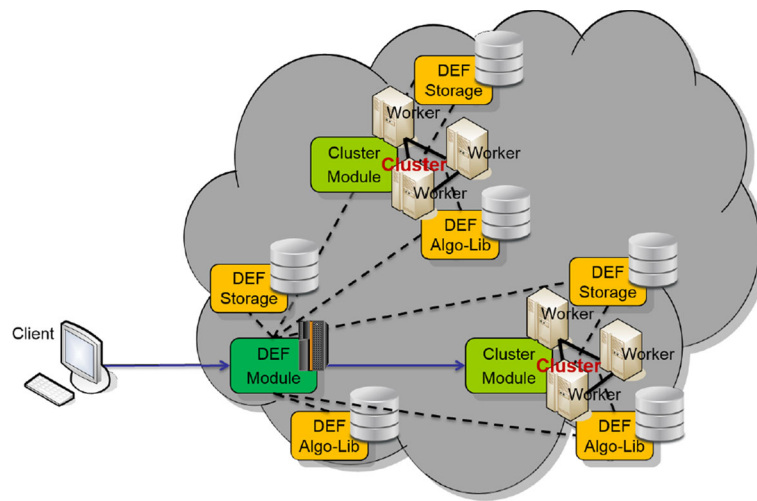 DEF
Storage
Worker
Cluster
Module
Cluster
Worker
Worker
DEF
Algo-Lib
DEF
Storage
DEF
Storage
Client
Worker
DEF
Module
Cluster
Module
Cluster
Worker
Worker
DEF
Algo-Lib
DEF
Algo-Lib